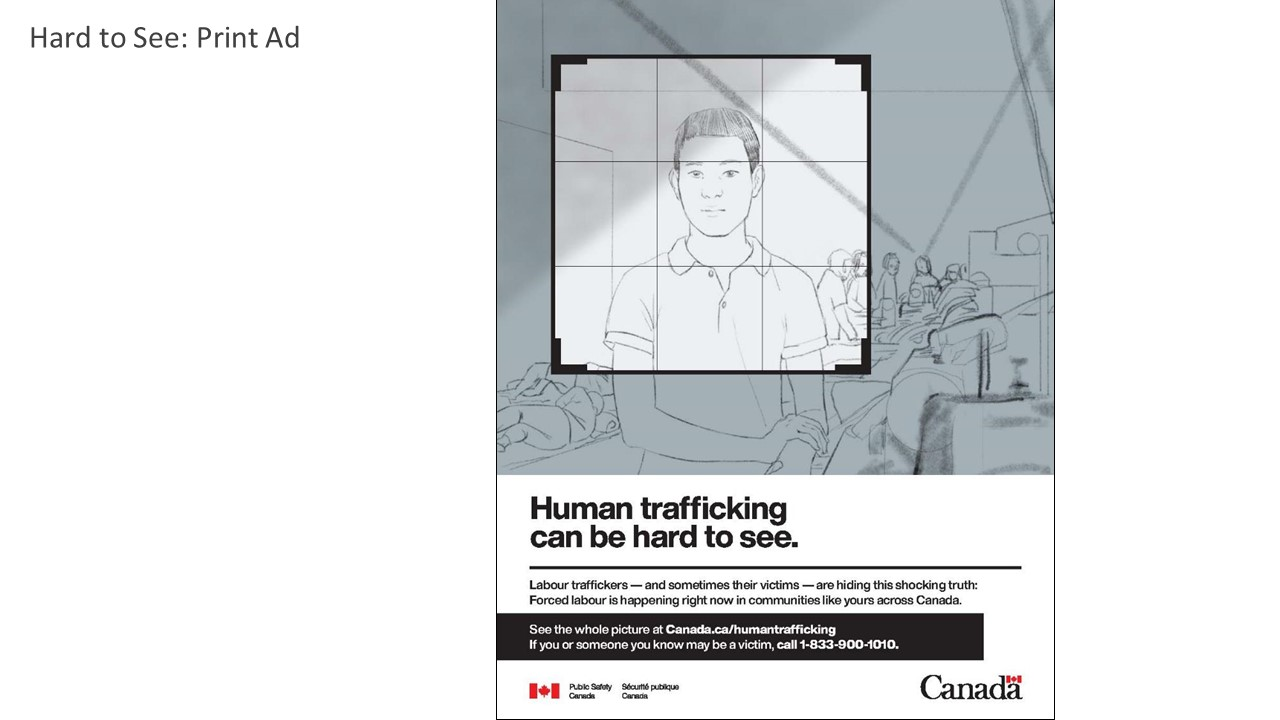 Hard to See: Print Ad
Human trafficking
can be hard to see.
Labour traffickers — and sometimes their victims — are hiding this shocking truth:
Forced labour is happening right now in communities like yours across Canada.
See the whole picture at Canada.ca/humantrafficking
If you or someone you know may be a victim, call 1-833-900-1010.
Public Safety Sécurité publique
Canada Canada
Canada